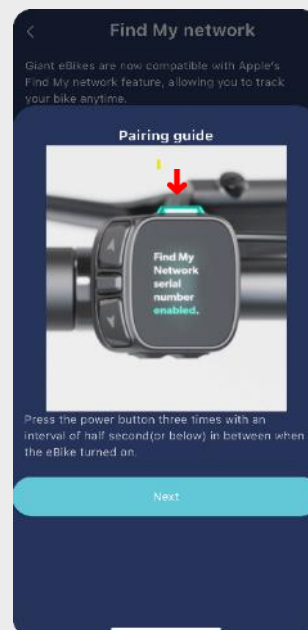 Find My network
Giant eBikes are now compatible with Apple's
Find My network feature, allowing you to track
your bike anytime.
Pairing guide
Find My
Network
serial
number
enabled.
Press the power button three times with an
interval of half second(or below) in between when
the eBike turned on.
Next